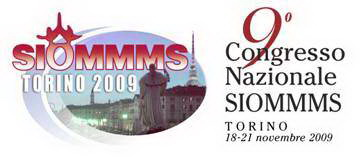 SIOMMMS
TORINO 2009
9°
Congresso
Nazionale
SIOMMMS
TORINO
18-21 novembre 2009